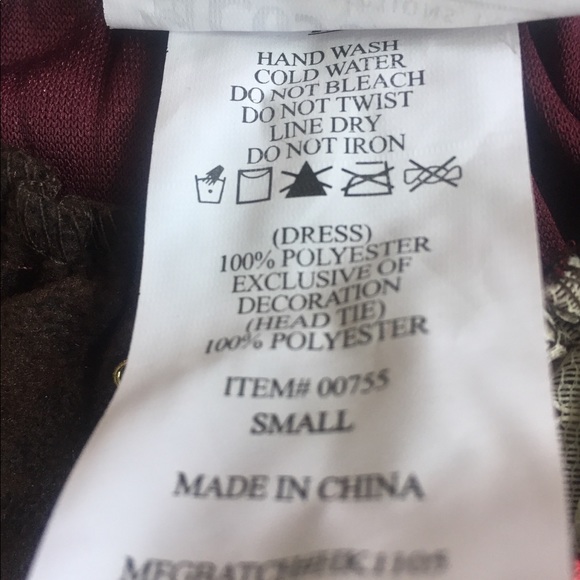 HAND WASH
COLD WATER
DO NOT BLEACH
DO NOT TWIST
LINE DRY
DO NOT IRON
(DRESS)
100% POLYESTER
EXCLUSIVE OF
DECORATION
(HEAD TIE)
100% POLYESTER
ITEM# 00755
SMALL
MADE IN CHINA